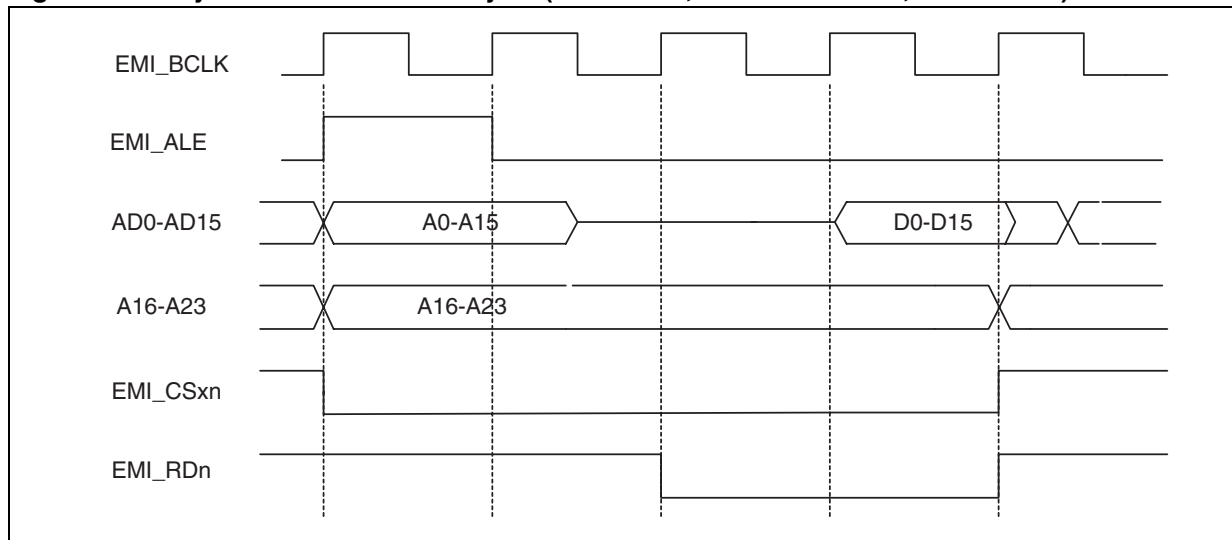 EMI_BCLK
EMI_ALE
AD0-AD15 A0-A15 D0-D15
A16-A23 A16-A23
EMI_CSxn
EMI_RDn